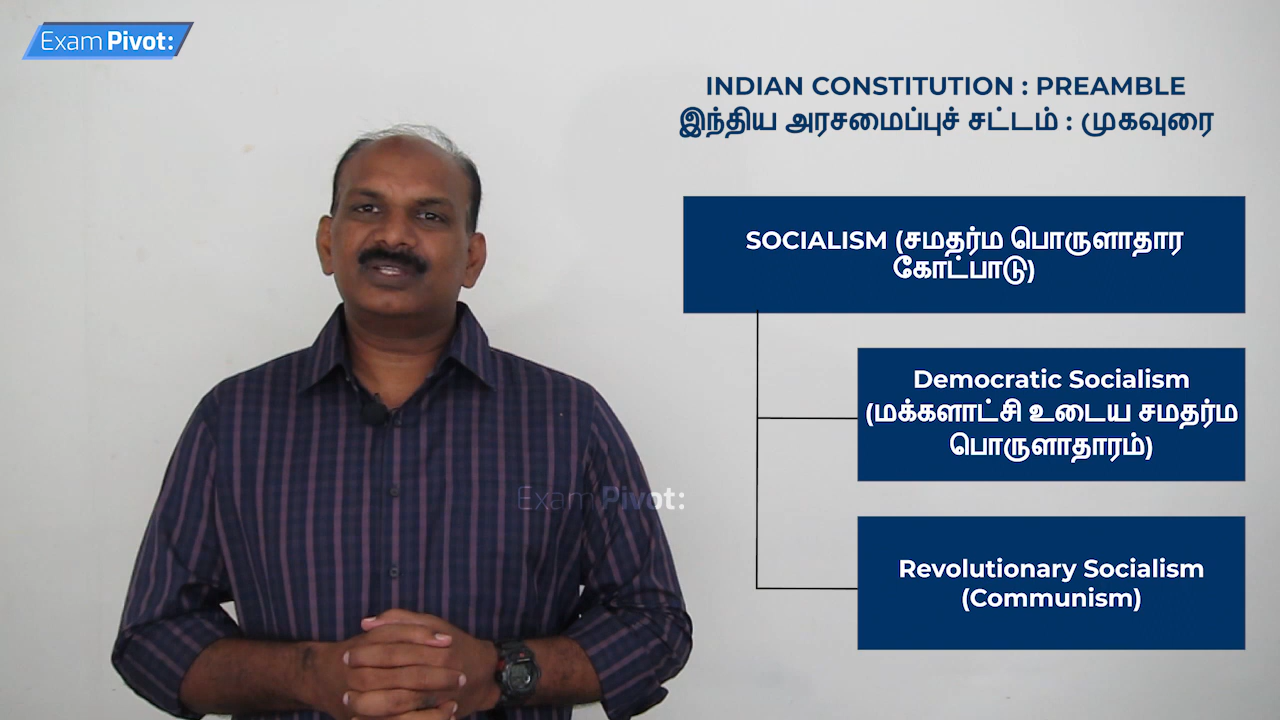 Exam Pivot:
INDIAN CONSTITUTION : PREAMBLE
இந்திய அரசமைப்புச் சட்டம் : முகவுரை
SOCIALISM (சமதர்ம பொருளாதார
கோட்பாடு)
Democratic Socialism
(மக்களாட்சி உடைய சமதர்ம
பொருளாதாரம்)
Exam Pivot:
Revolutionary Socialism
(Communism)